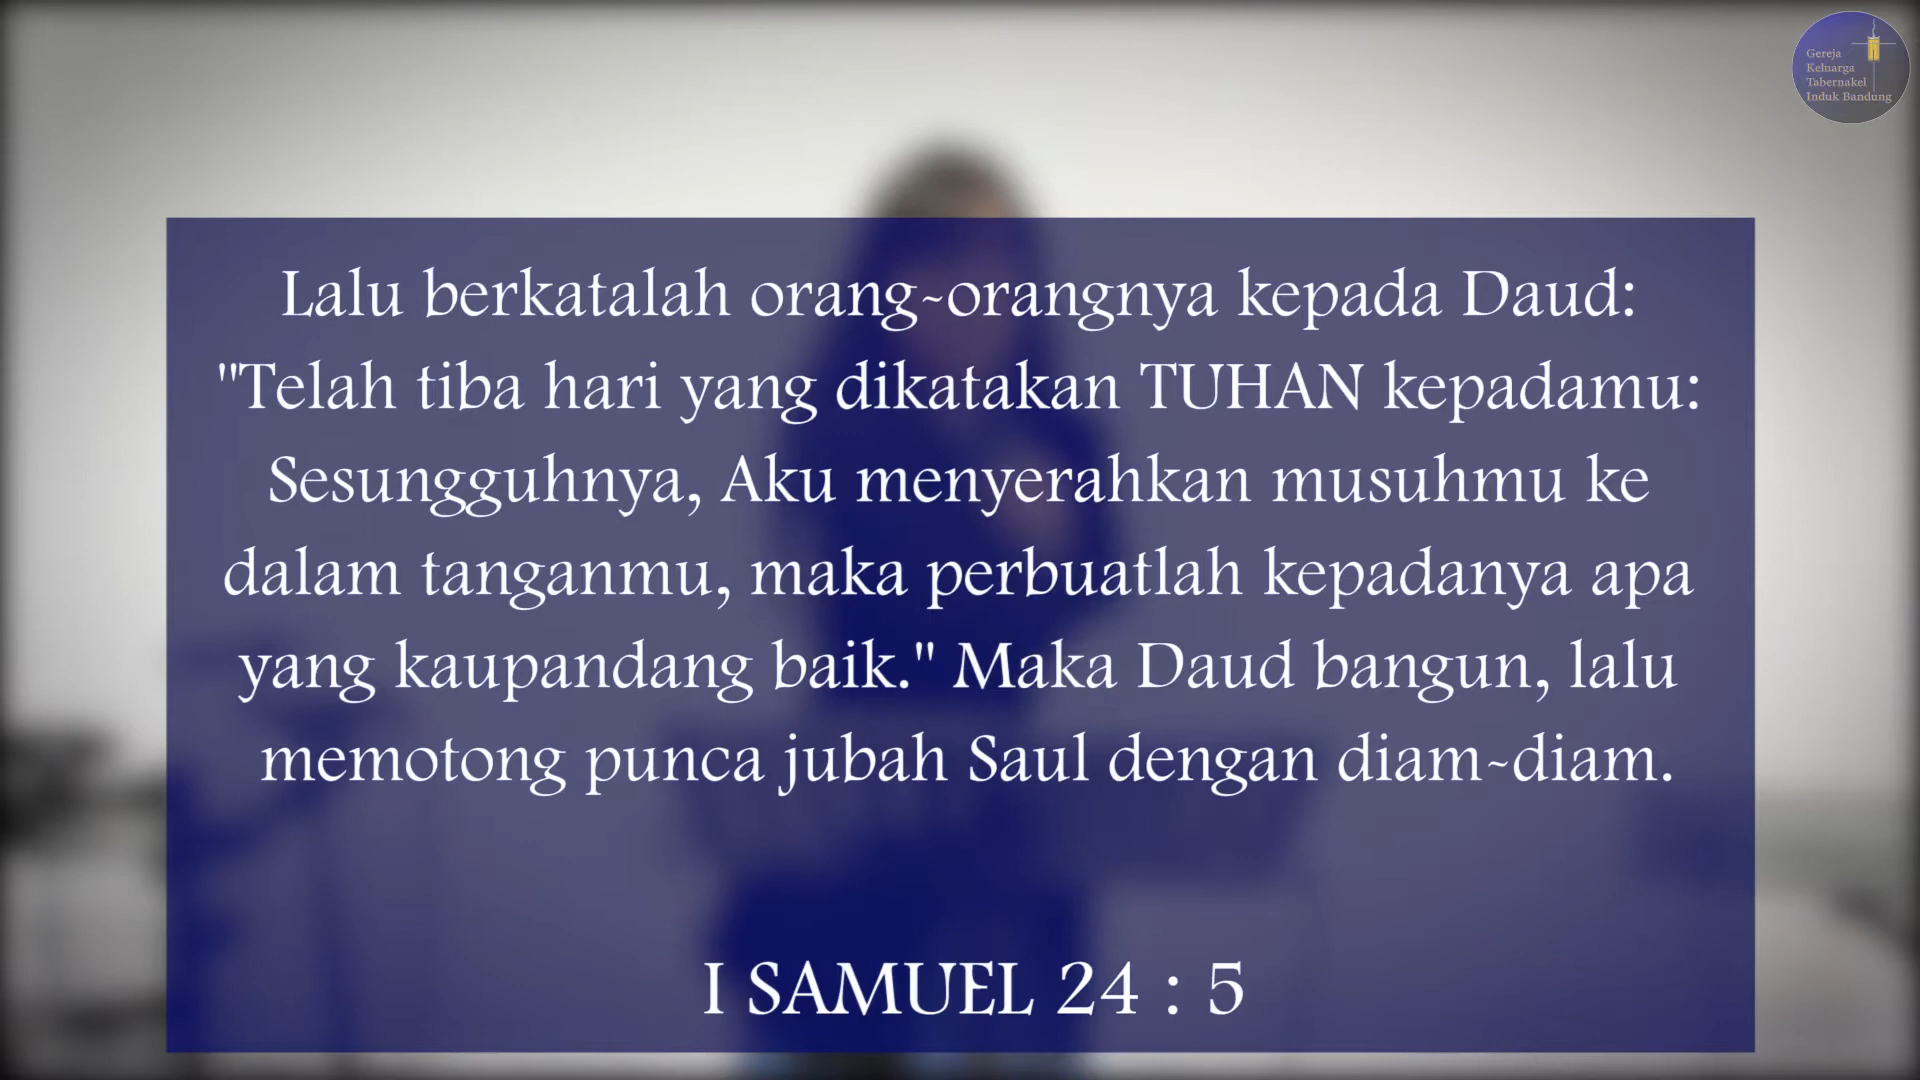 Gereja
Keluarga
Tabernakel
Induk Bandung
Lalu berkatalah orang-orangnya kepada Daud:
"Telah tiba hari yang dikatakan TUHAN kepadamu:
Sesungguhnya, Aku menyerahkan musuhmu ke
dalam tanganmu, maka perbuatlah kepadanya apa
yang kaupandang baik." Maka Daud bangun, lalu
memotong punca jubah Saul dengan diam-diam.
I SAMUEL 24 : 5